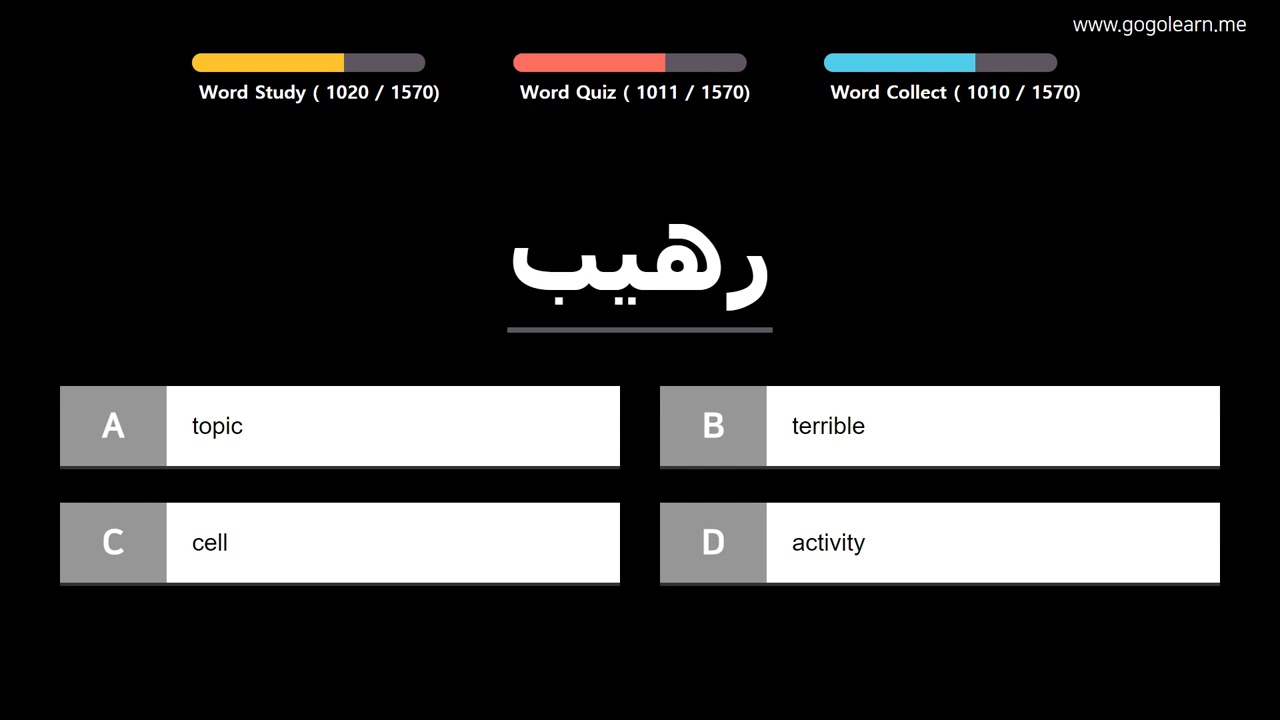 www.gogolearn.me
Word Study ( 1020 / 1570)
Word Quiz ( 1011 / 1570)
Word Collect ( 1010 / 1570)
رهيب
A topic
B terrible
C cell
D activity